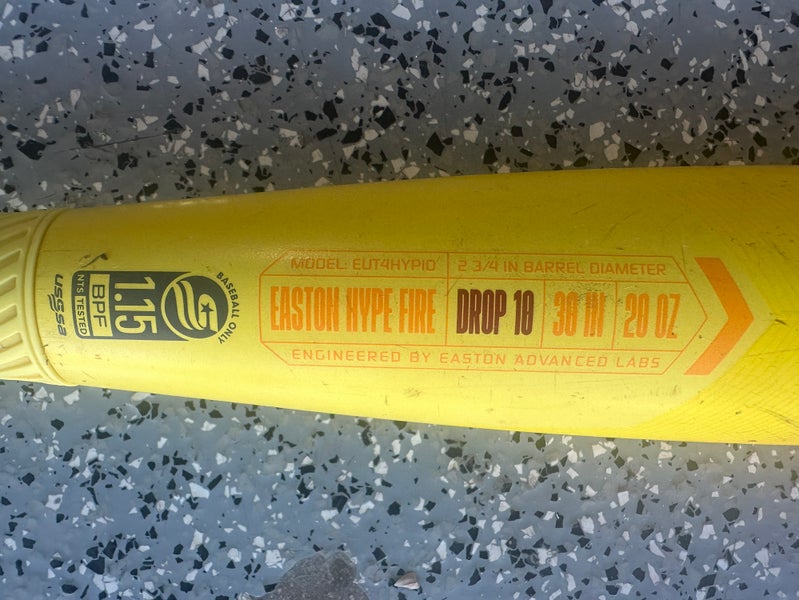 USSSA
NTS TESTED
BPF
1.15
BASEBALL ONLY
MODEL: EUT4HYP10
2 3/4 IN BARREL DIAMETER
EASTON HYPE FIRE
DROP 10
30 IN
20 OZ
ENGINEERED BY EASTON ADVANCED LABS